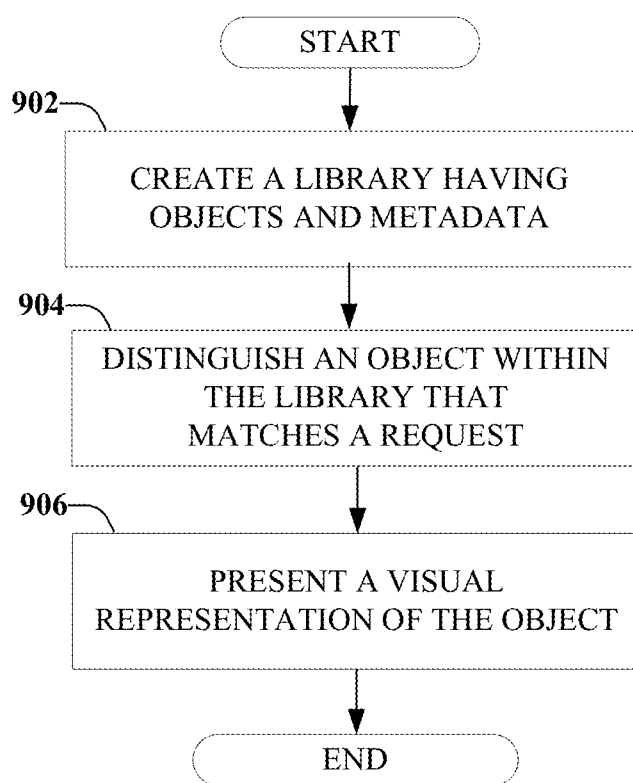 START
902
CREATE A LIBRARY HAVING
OBJECTS AND METADATA
904
DISTINGUISH AN OBJECT WITHIN
THE LIBRARY THAT
MATCHES A REQUEST
906
PRESENT A VISUAL
REPRESENTATION OF THE OBJECT
END